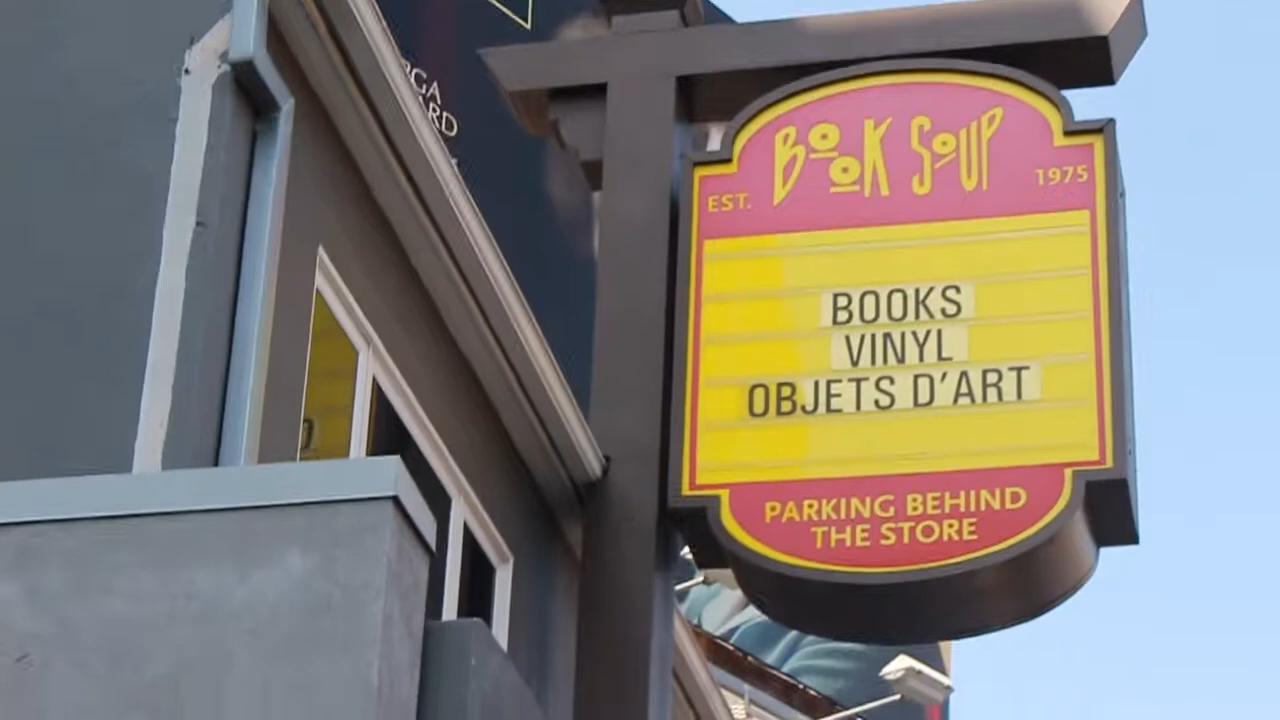 BOOK SOUP
EST. 1975
BOOKS
VINYL
OBJETS D'ART
PARKING BEHIND
THE STORE